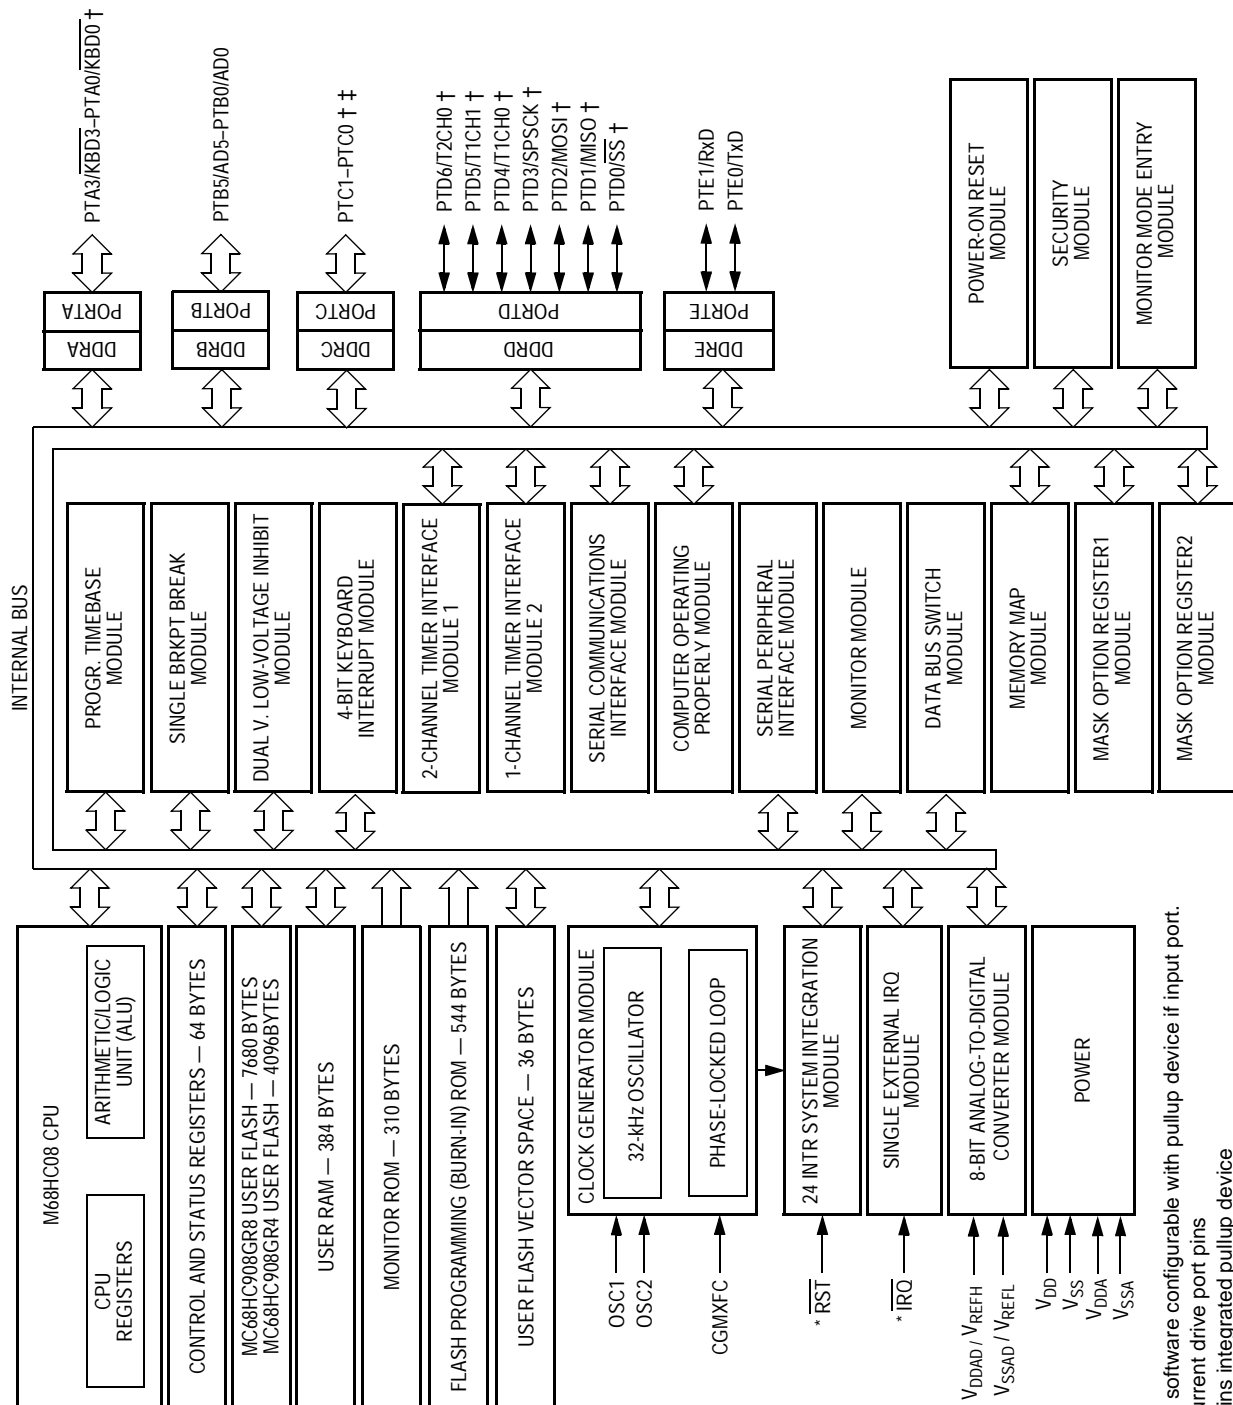 INTERNAL BUS
M68HC08 CPU
CPU
REGISTERS
ARITHMETIC/LOGIC
UNIT (ALU)
CONTROL AND STATUS REGISTERS — 64 BYTES
MC68HC908GR8 USER FLASH — 7680 BYTES
MC68HC908GR4 USER FLASH — 4096BYTES
USER RAM — 384 BYTES
MONITOR ROM — 310 BYTES
FLASH PROGRAMMING (BURN-IN) ROM — 544 BYTES
USER FLASH VECTOR SPACE — 36 BYTES
CLOCK GENERATOR MODULE
32-kHz OSCILLATOR
PHASE-LOCKED LOOP
OSC1
OSC2
CGMXFC
24 INTR SYSTEM INTEGRATION
MODULE
* RST
SINGLE EXTERNAL IRQ
MODULE
* IRQ
8-BIT ANALOG-TO-DIGITAL
CONVERTER MODULE
VDDAD / VREFH
VSSAD / VREFL
POWER
VDD
VSS
VDDA
VSSA
PROGR. TIMEBASE
MODULE
SINGLE BRKPT BREAK
MODULE
DUAL V. LOW-VOLTAGE INHIBIT
MODULE
4-BIT KEYBOARD
INTERRUPT MODULE
2-CHANNEL TIMER INTERFACE
MODULE 1
1-CHANNEL TIMER INTERFACE
MODULE 2
SERIAL COMMUNICATIONS
INTERFACE MODULE
COMPUTER OPERATING
PROPERLY MODULE
SERIAL PERIPHERAL
INTERFACE MODULE
MONITOR MODULE
DATA BUS SWITCH
MODULE
MEMORY MAP
MODULE
MASK OPTION REGISTER1
MODULE
MASK OPTION REGISTER2
MODULE
DDRA
PORTA
PTA3/KBD3–PTA0/KBD0 †
DDRB
PORTB
PTB5/AD5–PTB0/AD0
DDRC
PORTC
PTC1–PTC0 † ‡
DDRD
PORTD
PTD6/T2CH0 †
PTD5/T1CH1 †
PTD4/T1CH0 †
PTD3/SPSCK †
PTD2/MOSI †
PTD1/MISO †
PTD0/SS †
DDRE
PORTE
PTE1/RxD
PTE0/TxD
POWER-ON RESET
MODULE
SECURITY
MODULE
MONITOR MODE ENTRY
MODULE
software configurable with pullup device if input port.
drive port pins
integrated pullup device